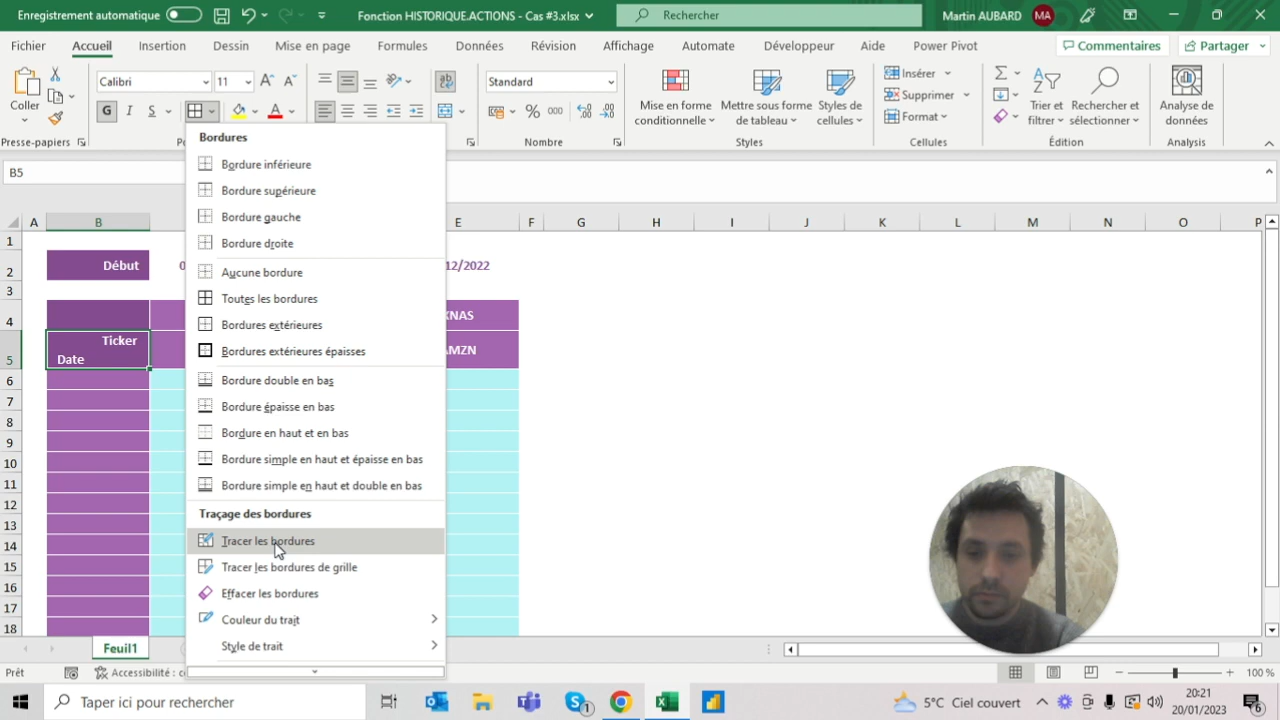 Enregistrement automatique
Fonction HISTORIQUE.ACTIONS - Cas #3.xlsx
Rechercher
Martin AUBARD
MA
Fichier
Accueil
Insertion
Dessin
Mise en page
Formules
Données
Révision
Affichage
Automate
Développeur
Aide
Power Pivot
Commentaires
Partager
Coller
Presse-papiers
Calibri
11
G I S
Standard
Nombre
Mise en forme conditionnelle
Mettre sous forme de tableau
Styles de cellules
Styles
Insérer
Supprimer
Format
Cellules
Trier et filtrer
Rechercher et sélectionner
Édition
Analyse de données
Analysis
B5
Bordures
Bordure inférieure
Bordure supérieure
Bordure gauche
Bordure droite
Aucune bordure
Toutes les bordures
Bordures extérieures
Bordures extérieures épaisses
Bordure double en bas
Bordure épaisse en bas
Bordure en haut et en bas
Bordure simple en haut et épaisse en bas
Bordure simple en haut et double en bas
Traçage des bordures
Tracer les bordures
Tracer les bordures de grille
Effacer les bordures
Couleur du trait
Style de trait
A B E F G H I J K L M N O P
1
2 Début 0 12/2022
3
4 NAS
5 Ticker
Date MZN
6
7
8
9
10
11
12
13
14
15
16
17
18
Feuil1
Prêt
Accessibilité : c
100 %
Taper ici pour rechercher
1
5°C Ciel couvert
20:21
20/01/2023
6